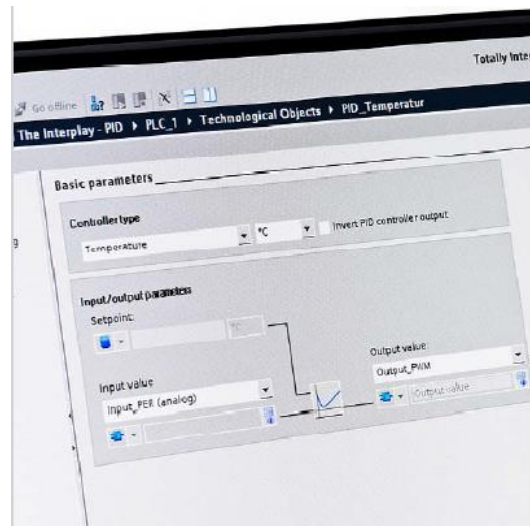 Totally Inte
Go offline
The Interplay - PID ▸ PLC_1 ▸ Technological Objects ▸ PID_Temperatur
Basic parameters
Controller type
Temperature
°C
Invert PID controller output
Input/output parameters
Setpoint:
°C
Input value
Input_PER (analog)
Output value:
Output_PWM
Output value